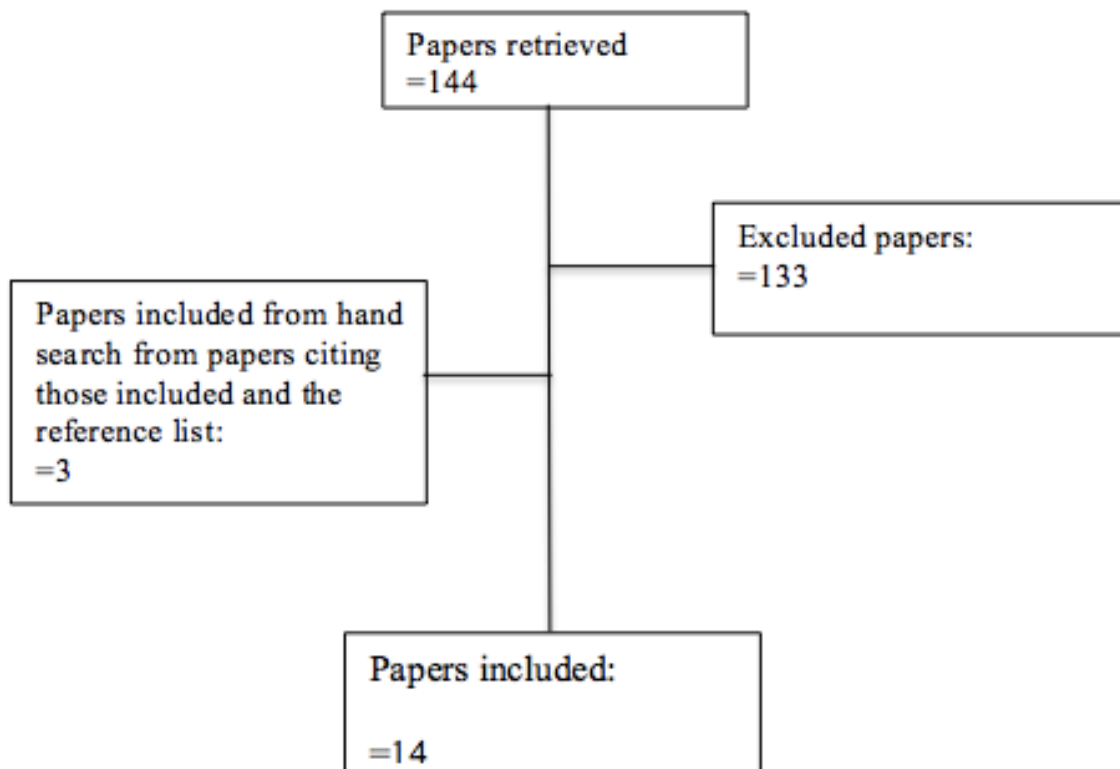 Papers retrieved
=144
Excluded papers:
=133
Papers included from hand
search from papers citing
those included and the
reference list:
=3
Papers included:
=14